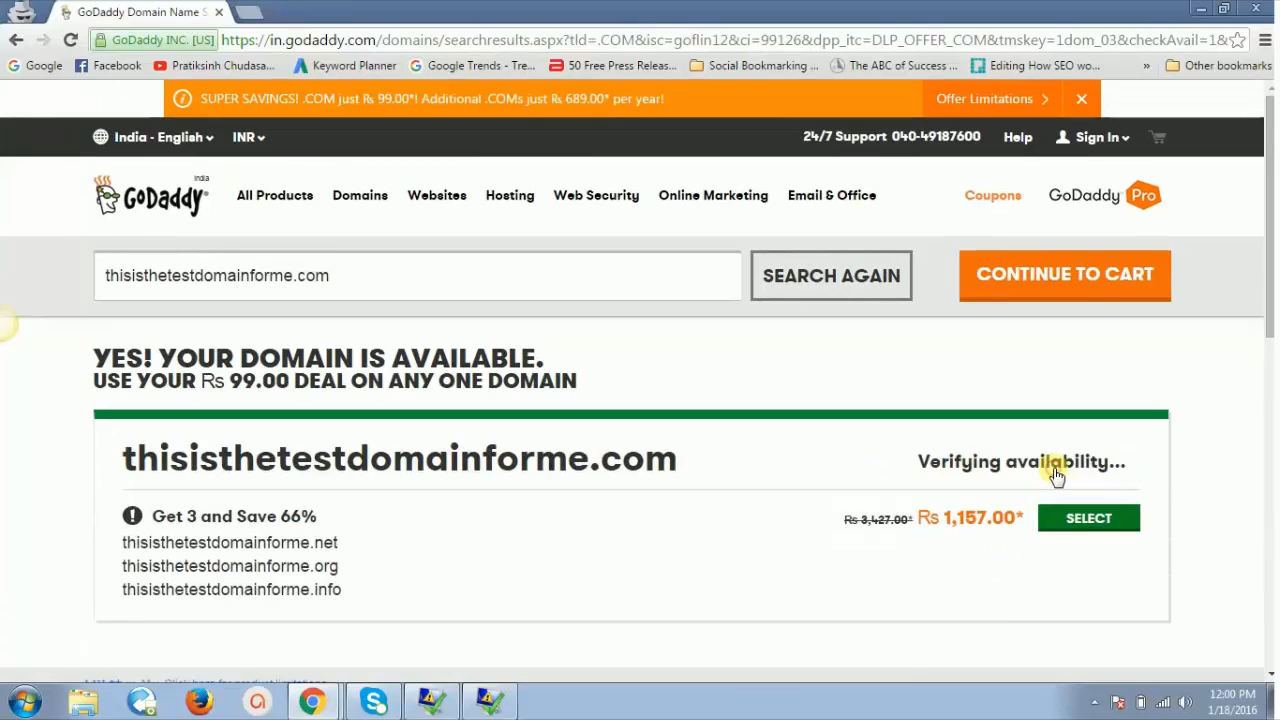 GoDaddy Domain Name S
GoDaddy INC. [US] https://in.godaddy.com/domains/searchresults.aspx?tld=.COM&isc=goflin12&ci=99126&dpp_itc=DLP_OFFER_COM&tmskey=1dom_03&checkAvail=1&
Google Facebook Pratiksinh Chudasa... Keyword Planner Google Trends - Tre... 50 Free Press Releas... Social Bookmarking ... The ABC of Success ... Editing How SEO wo... » Other bookmarks
SUPER SAVINGS! .COM just ₨ 99.00*! Additional .COMs just ₨ 689.00* per year! Offer Limitations
India - English INR 24/7 Support 040-49187600 Help Sign In
India
GoDaddy All Products Domains Websites Hosting Web Security Online Marketing Email & Office Coupons GoDaddy Pro
thisisthetestdomainforme.com SEARCH AGAIN CONTINUE TO CART
YES! YOUR DOMAIN IS AVAILABLE.
USE YOUR ₨ 99.00 DEAL ON ANY ONE DOMAIN
thisisthetestdomainforme.com Verifying availability...
Get 3 and Save 66% ₨ 3,427.00* ₨ 1,157.00* SELECT
thisisthetestdomainforme.net
thisisthetestdomainforme.org
thisisthetestdomainforme.info
12:00 PM
1/18/2016